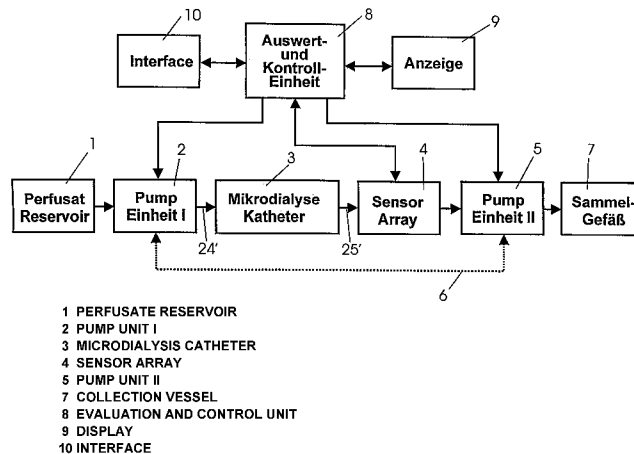 10
8
9
Interface
Auswert-
und
Kontroll-
Einheit
Anzeige
1
2
3
4
5
7
Perfusat
Reservoir
Pump
Einheit I
Mikrodialyse
Katheter
Sensor
Array
Pump
Einheit II
Sammel-
Gefäß
24'
25'
6
1 PERFUSATE RESERVOIR
2 PUMP UNIT I
3 MICRODIALYSIS CATHETER
4 SENSOR ARRAY
5 PUMP UNIT II
7 COLLECTION VESSEL
8 EVALUATION AND CONTROL UNIT
9 DISPLAY
10 INTERFACE